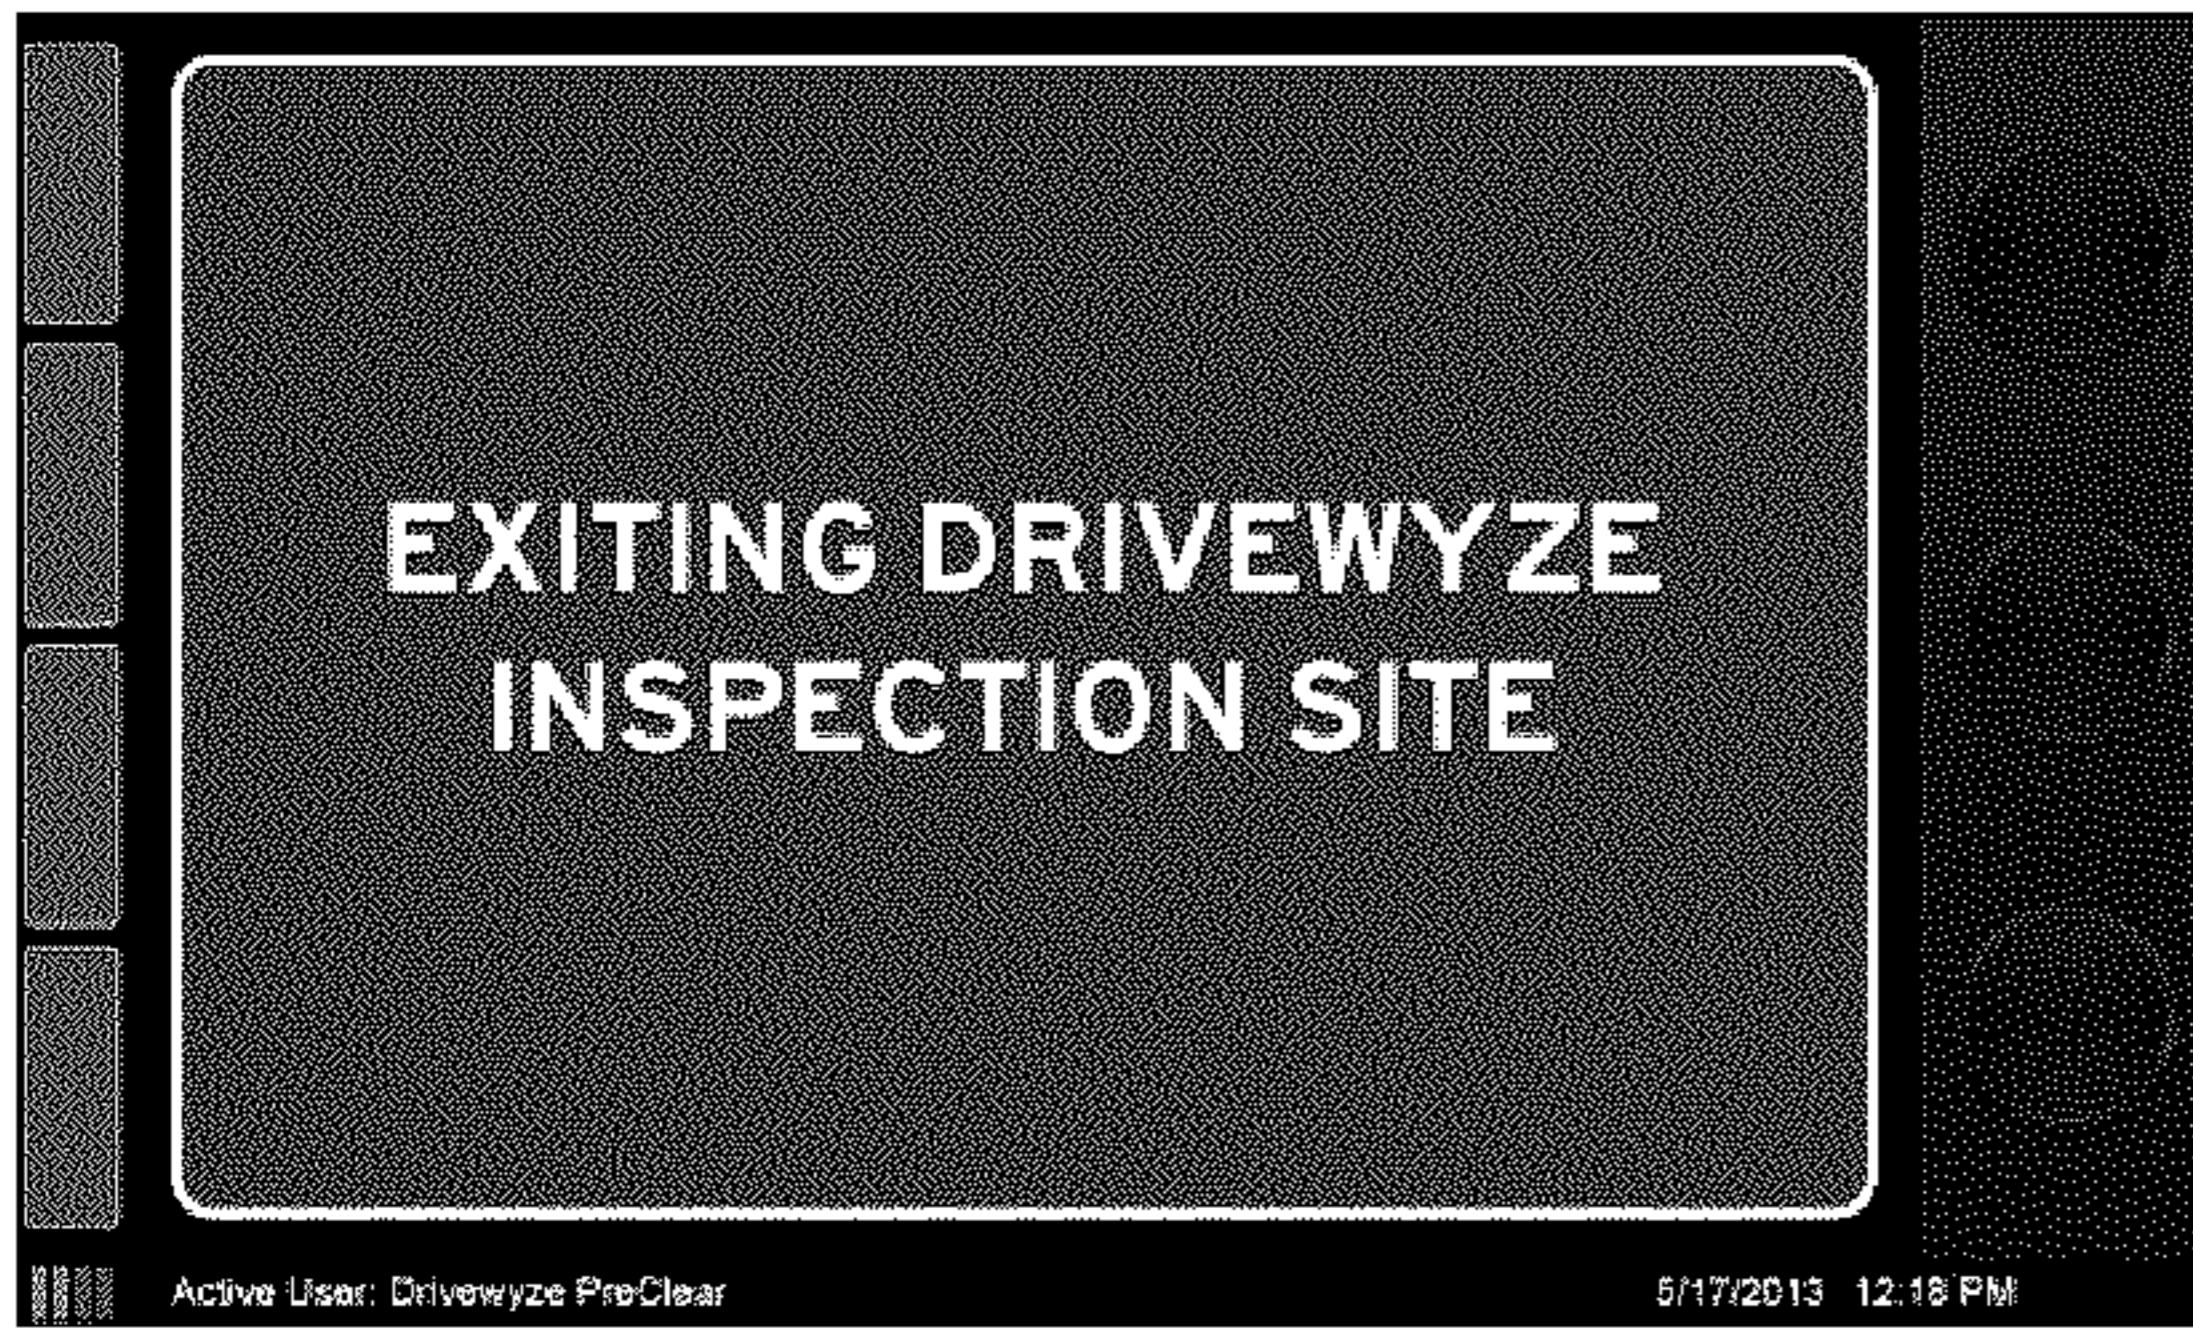 EXITING DRIVEWYZE
INSPECTION SITE
Active User: Drivewyze PreClear
5/17/2013 12:18 PM